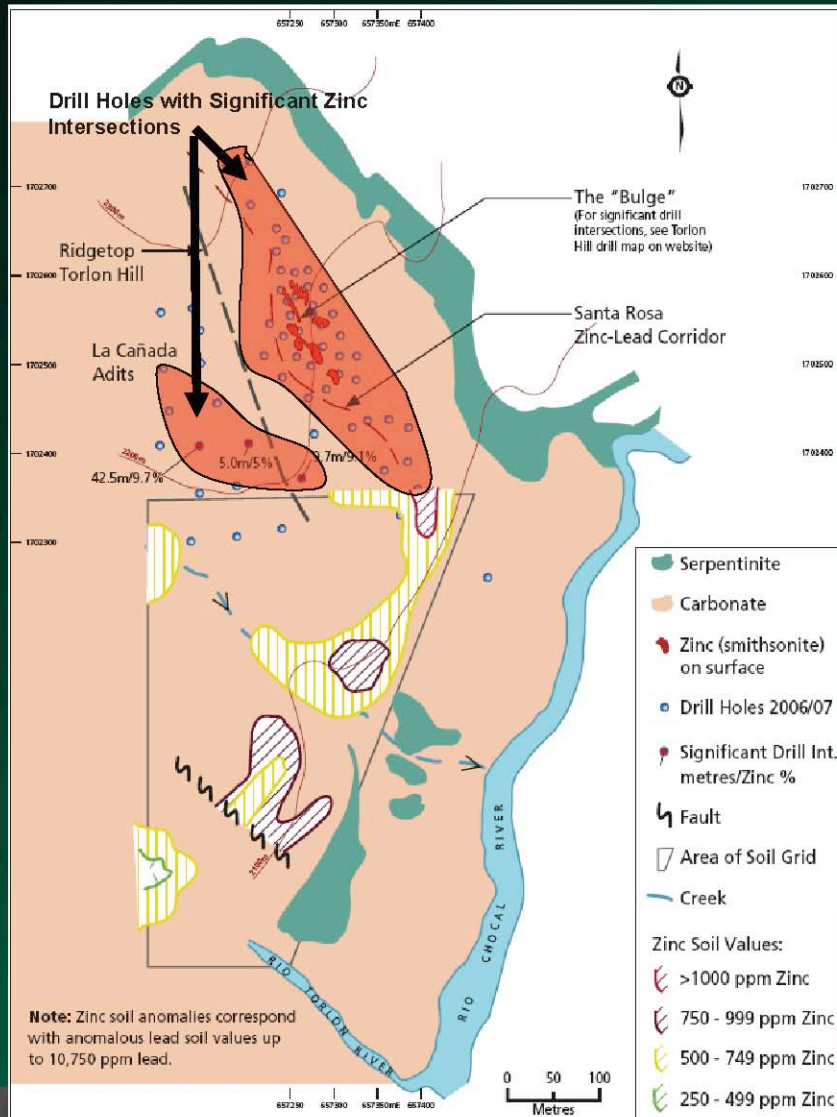 657250 657300 657350mE 657400
Drill Holes with Significant Zinc
Intersections
N
1702700 1702700
2300m
The "Bulge"
(For significant drill
intersections, see Torlon
Hill drill map on website)
Ridgetop
Torlon Hill
1702600 1702600
Santa Rosa
Zinc-Lead Corridor
La Cañada
Adits
1702500 1702500
1702400 1702400
2200m
42.5m/9.7%
5.0m/5%
9.7m/9.1%
1702300
Serpentinite
Carbonate
Zinc (smithsonite)
on surface
Drill Holes 2006/07
Significant Drill Int.
metres/Zinc %
Fault
Area of Soil Grid
Creek
Zinc Soil Values:
>1000 ppm Zinc
750 - 999 ppm Zinc
500 - 749 ppm Zinc
250 - 499 ppm Zinc
2100m
RIO CHOCAL RIVER
RIO TORLON RIVER
Note: Zinc soil anomalies correspond
with anomalous lead soil values up
to 10,750 ppm lead.
657250 657300 657350mE 657400
0 50 100
Metres